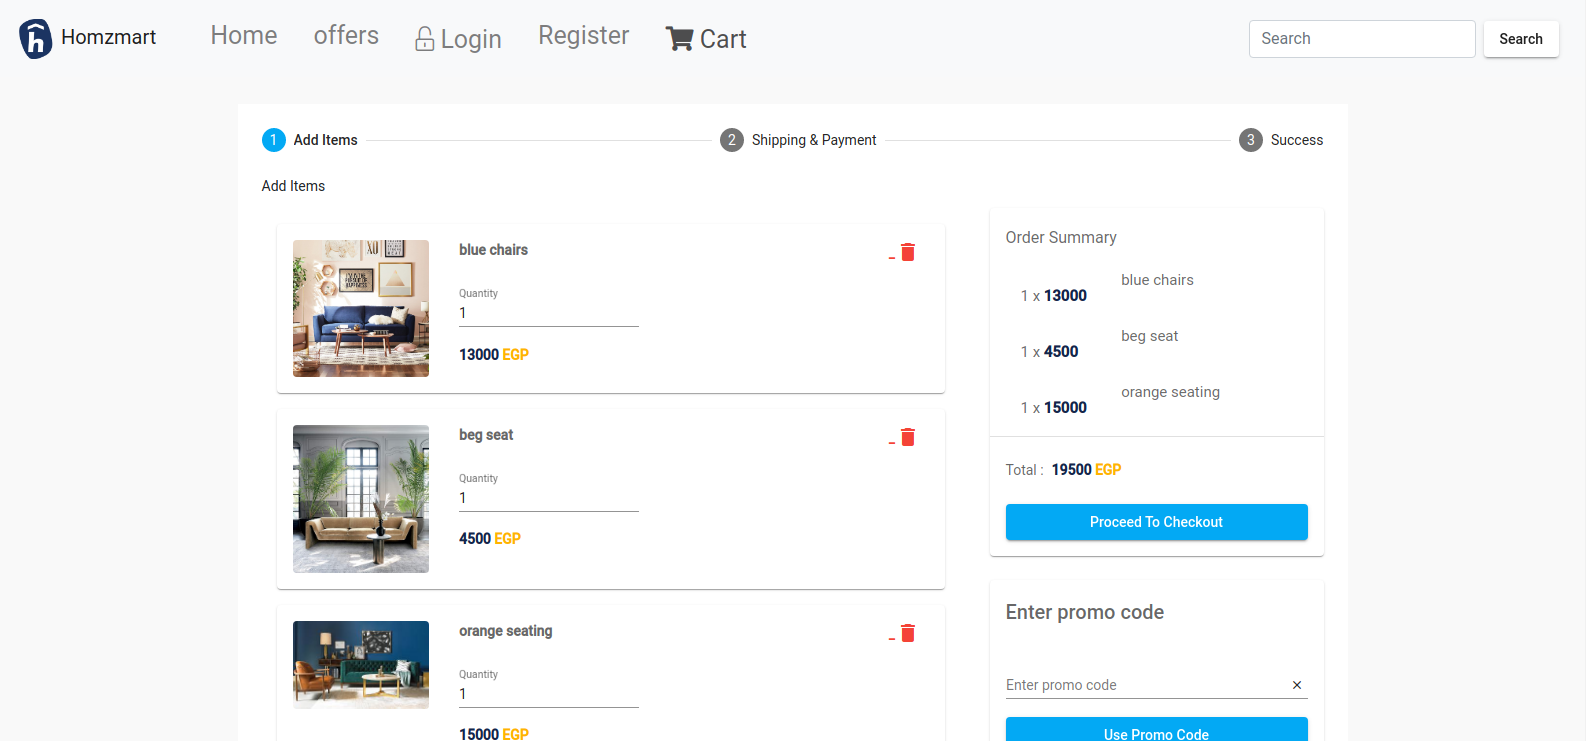 Homzmart
Home
offers
Login
Register
Cart
Search
Search
1 Add Items
2 Shipping & Payment
3 Success
Add Items
blue chairs
Quantity
1
13000 EGP
beg seat
Quantity
1
4500 EGP
orange seating
Quantity
1
15000 EGP
Order Summary
blue chairs
1 x 13000
beg seat
1 x 4500
orange seating
1 x 15000
Total : 19500 EGP
Proceed To Checkout
Enter promo code
Enter promo code
Use Promo Code